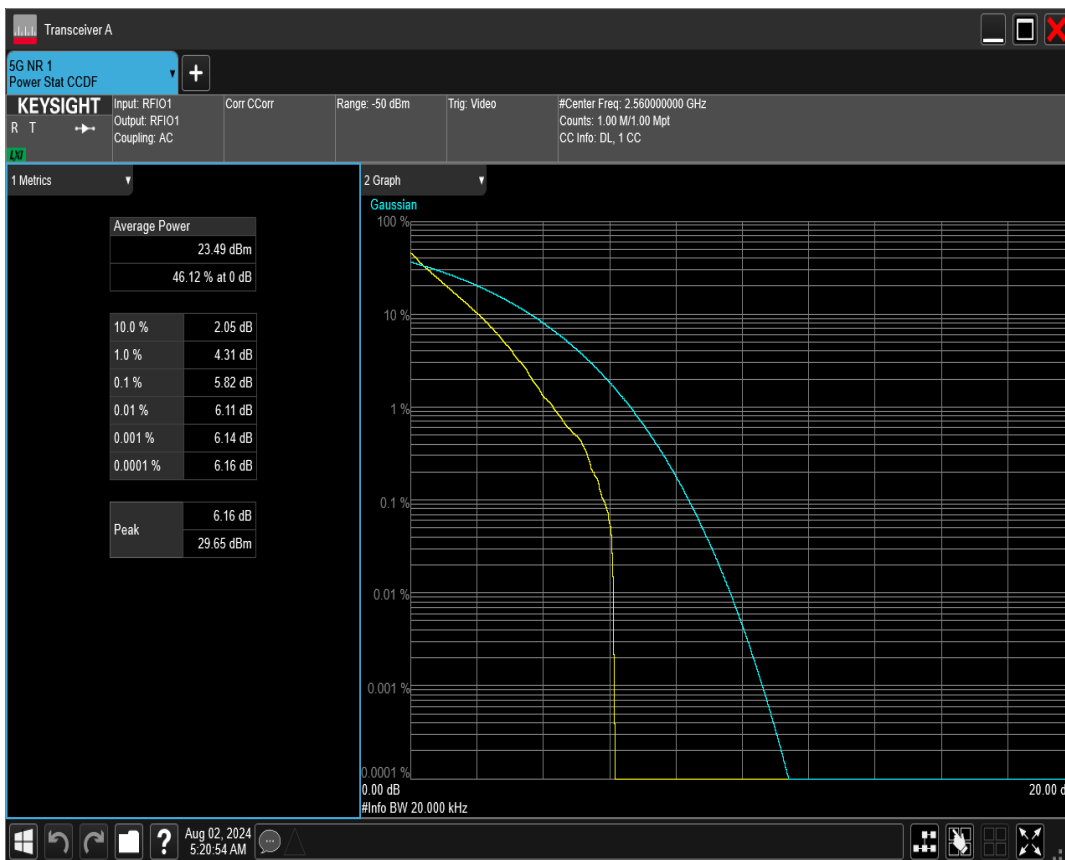 Transceiver A
5G NR 1
Power Stat CCDF
KEYSIGHT
R T
LXI
Input: RFIO1
Output: RFIO1
Coupling: AC
Corr CCorr
Range: -50 dBm
Trig: Video
#Center Freq: 2.560000000 GHz
Counts: 1.00 M/1.00 Mpt
CC Info: DL, 1 CC
1 Metrics
Average Power
23.49 dBm
46.12 % at 0 dB
10.0 % 2.05 dB
1.0 % 4.31 dB
0.1 % 5.82 dB
0.01 % 6.11 dB
0.001 % 6.14 dB
0.0001 % 6.16 dB
Peak
6.16 dB
29.65 dBm
2 Graph
Gaussian
100 %
10 %
1 %
0.1 %
0.01 %
0.001 %
0.0001 %
0.00 dB
20.00 d
#Info BW 20.000 kHz
?
Aug 02, 2024
5:20:54 AM